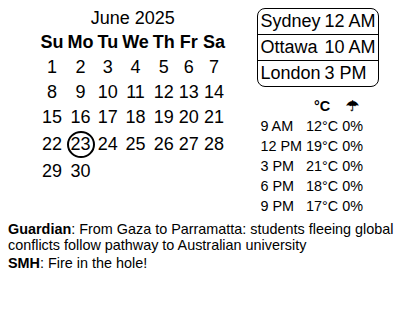 June 2025
Su Mo Tu We Th Fr Sa
1 2 3 4 5 6 7
8 9 10 11 12 13 14
15 16 17 18 19 20 21
22 23 24 25 26 27 28
29 30
Sydney 12 AM
Ottawa 10 AM
London 3 PM
°C ☂
9 AM 12°C 0%
12 PM 19°C 0%
3 PM 21°C 0%
6 PM 18°C 0%
9 PM 17°C 0%
Guardian: From Gaza to Parramatta: students fleeing global
conflicts follow pathway to Australian university
SMH: Fire in the hole!